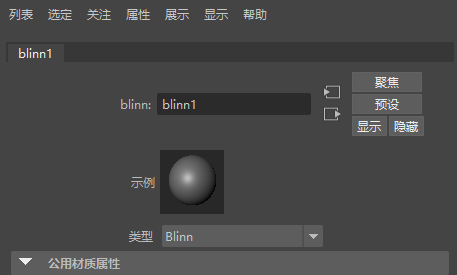 列表 选定 关注 属性 展示 显示 帮助
blinn1
blinn: blinn1
聚焦
预设
显示 隐藏
示例
类型 Blinn
公用材质属性